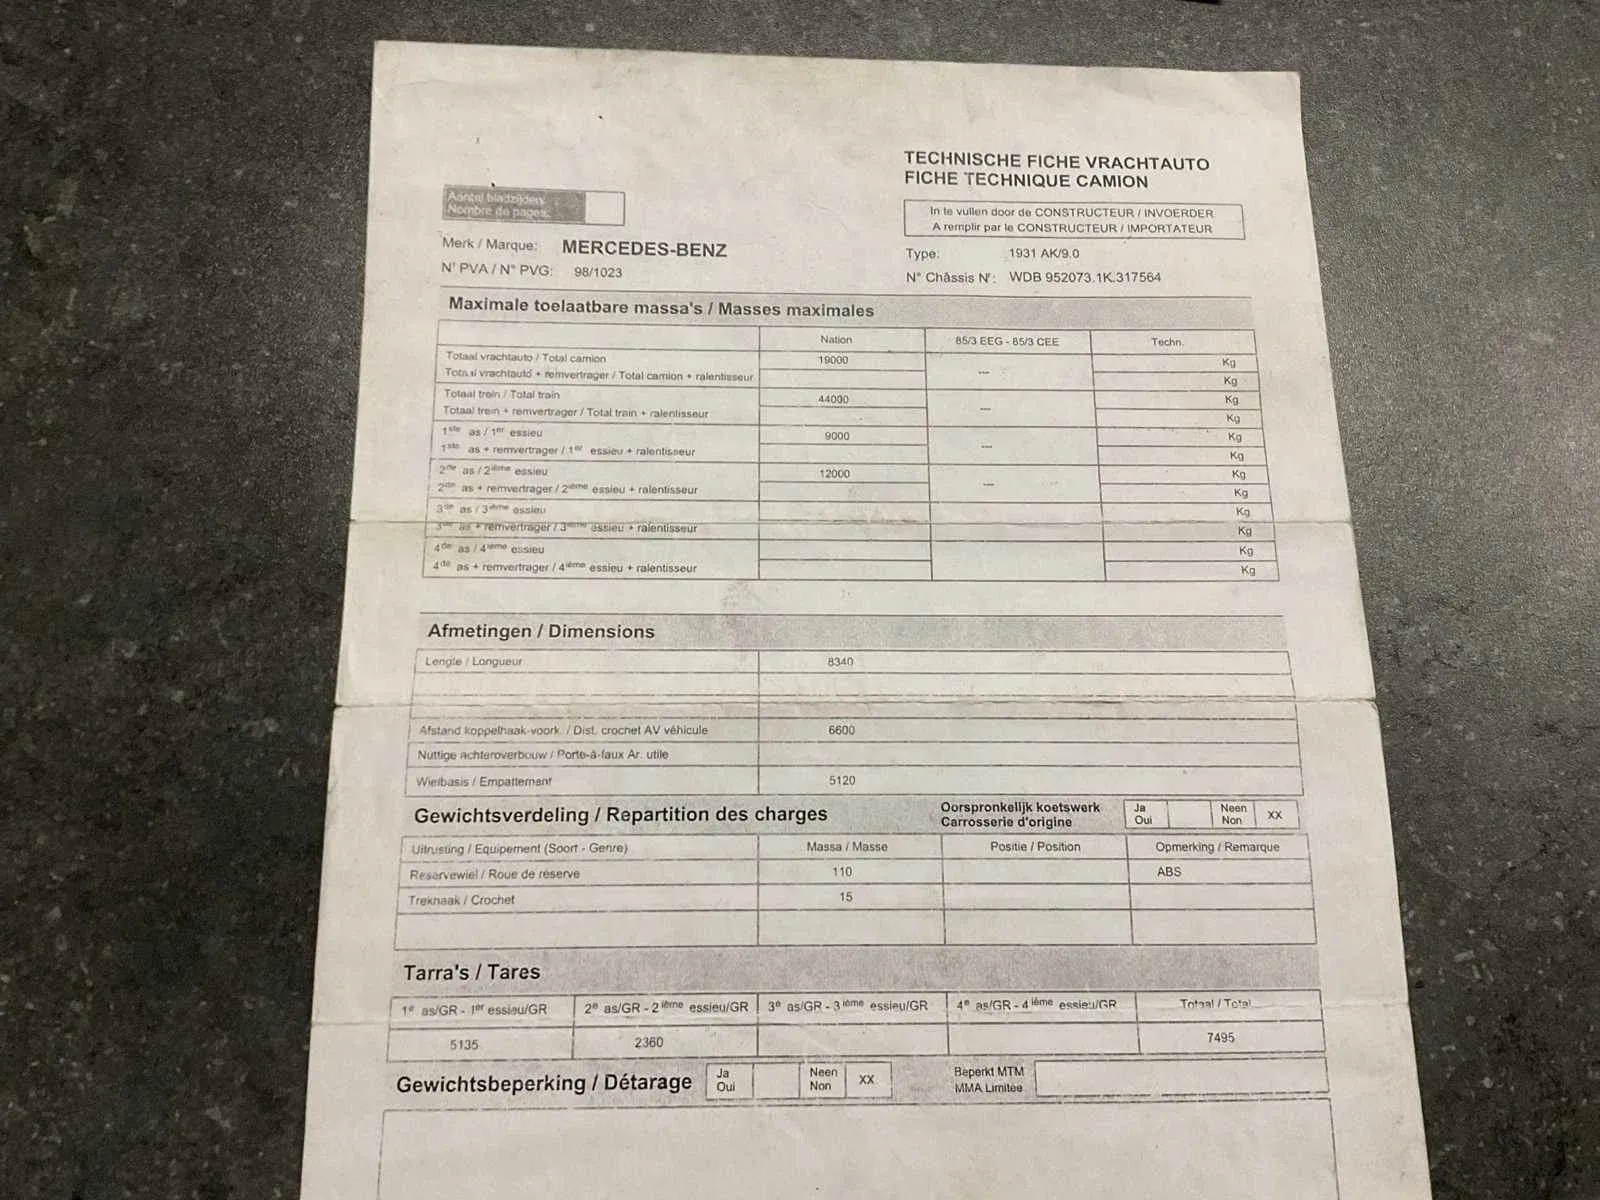 TECHNISCHE FICHE VRACHTAUTO
FICHE TECHNIQUE CAMION
Aantal bladzijden:
Nombre de pages:
In te vullen door de CONSTRUCTEUR / INVOERDER
A remplir par le CONSTRUCTEUR / IMPORTATEUR
Merk / Marque: MERCEDES-BENZ
Type: 1931 AK/9.0
N° PVA / N° PVG: 98/1023
N° Châssis N°: WDB 952073.1K.317564
Maximale toelaatbare massa's / Masses maximales
Nation 85/3 EEG - 85/3 CEE Techn.
Totaal vrachtauto / Total camion 19000 Kg
Totaal vrachtauto + remvertrager / Total camion + ralentisseur --- Kg
Totaal trein / Total train 44000 Kg
Totaal trein + remvertrager / Total train + ralentisseur --- Kg
1ste as / 1er essieu 9000 Kg
1ste as + remvertrager / 1er essieu + ralentisseur --- Kg
2de as / 2ième essieu 12000 Kg
2de as + remvertrager / 2ième essieu + ralentisseur --- Kg
3de as / 3ième essieu Kg
3de as + remvertrager / 3ième essieu + ralentisseur Kg
4de as / 4ième essieu Kg
4de as + remvertrager / 4ième essieu + ralentisseur Kg
Afmetingen / Dimensions
Lengte / Longueur 8340
Afstand koppelhaak-voork. / Dist. crochet AV véhicule 6600
Nuttige achteroverbouw / Porte-à-faux Ar. utile
Wielbasis / Empattement 5120
Gewichtsverdeling / Repartition des charges
Oorspronkelijk koetswerk Ja Neen XX
Carrosserie d'origine Oui Non
Uitrusting / Equipement (Soort - Genre) Massa / Masse Positie / Position Opmerking / Remarque
Reservewiel / Roue de réserve 110 ABS
Trekhaak / Crochet 15
Tarra's / Tares
1e as/GR - 1er essieu/GR 2e as/GR - 2ième essieu/GR 3e as/GR - 3ième essieu/GR 4e as/GR - 4ième essieu/GR Totaal / Total
5135 2360 7495
Gewichtsbeperking / Détarage Ja Neen XX
Oui Non
Beperkt MTM
MMA Limitée